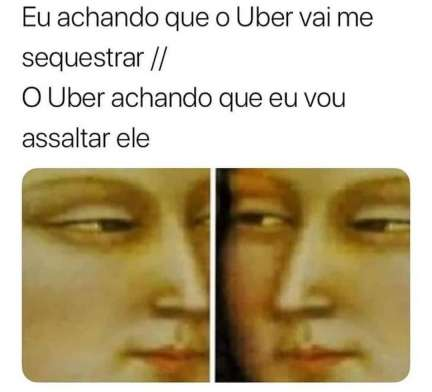 Eu achando que o Uber vai me
sequestrar //
O Uber achando que eu vou
assaltar ele